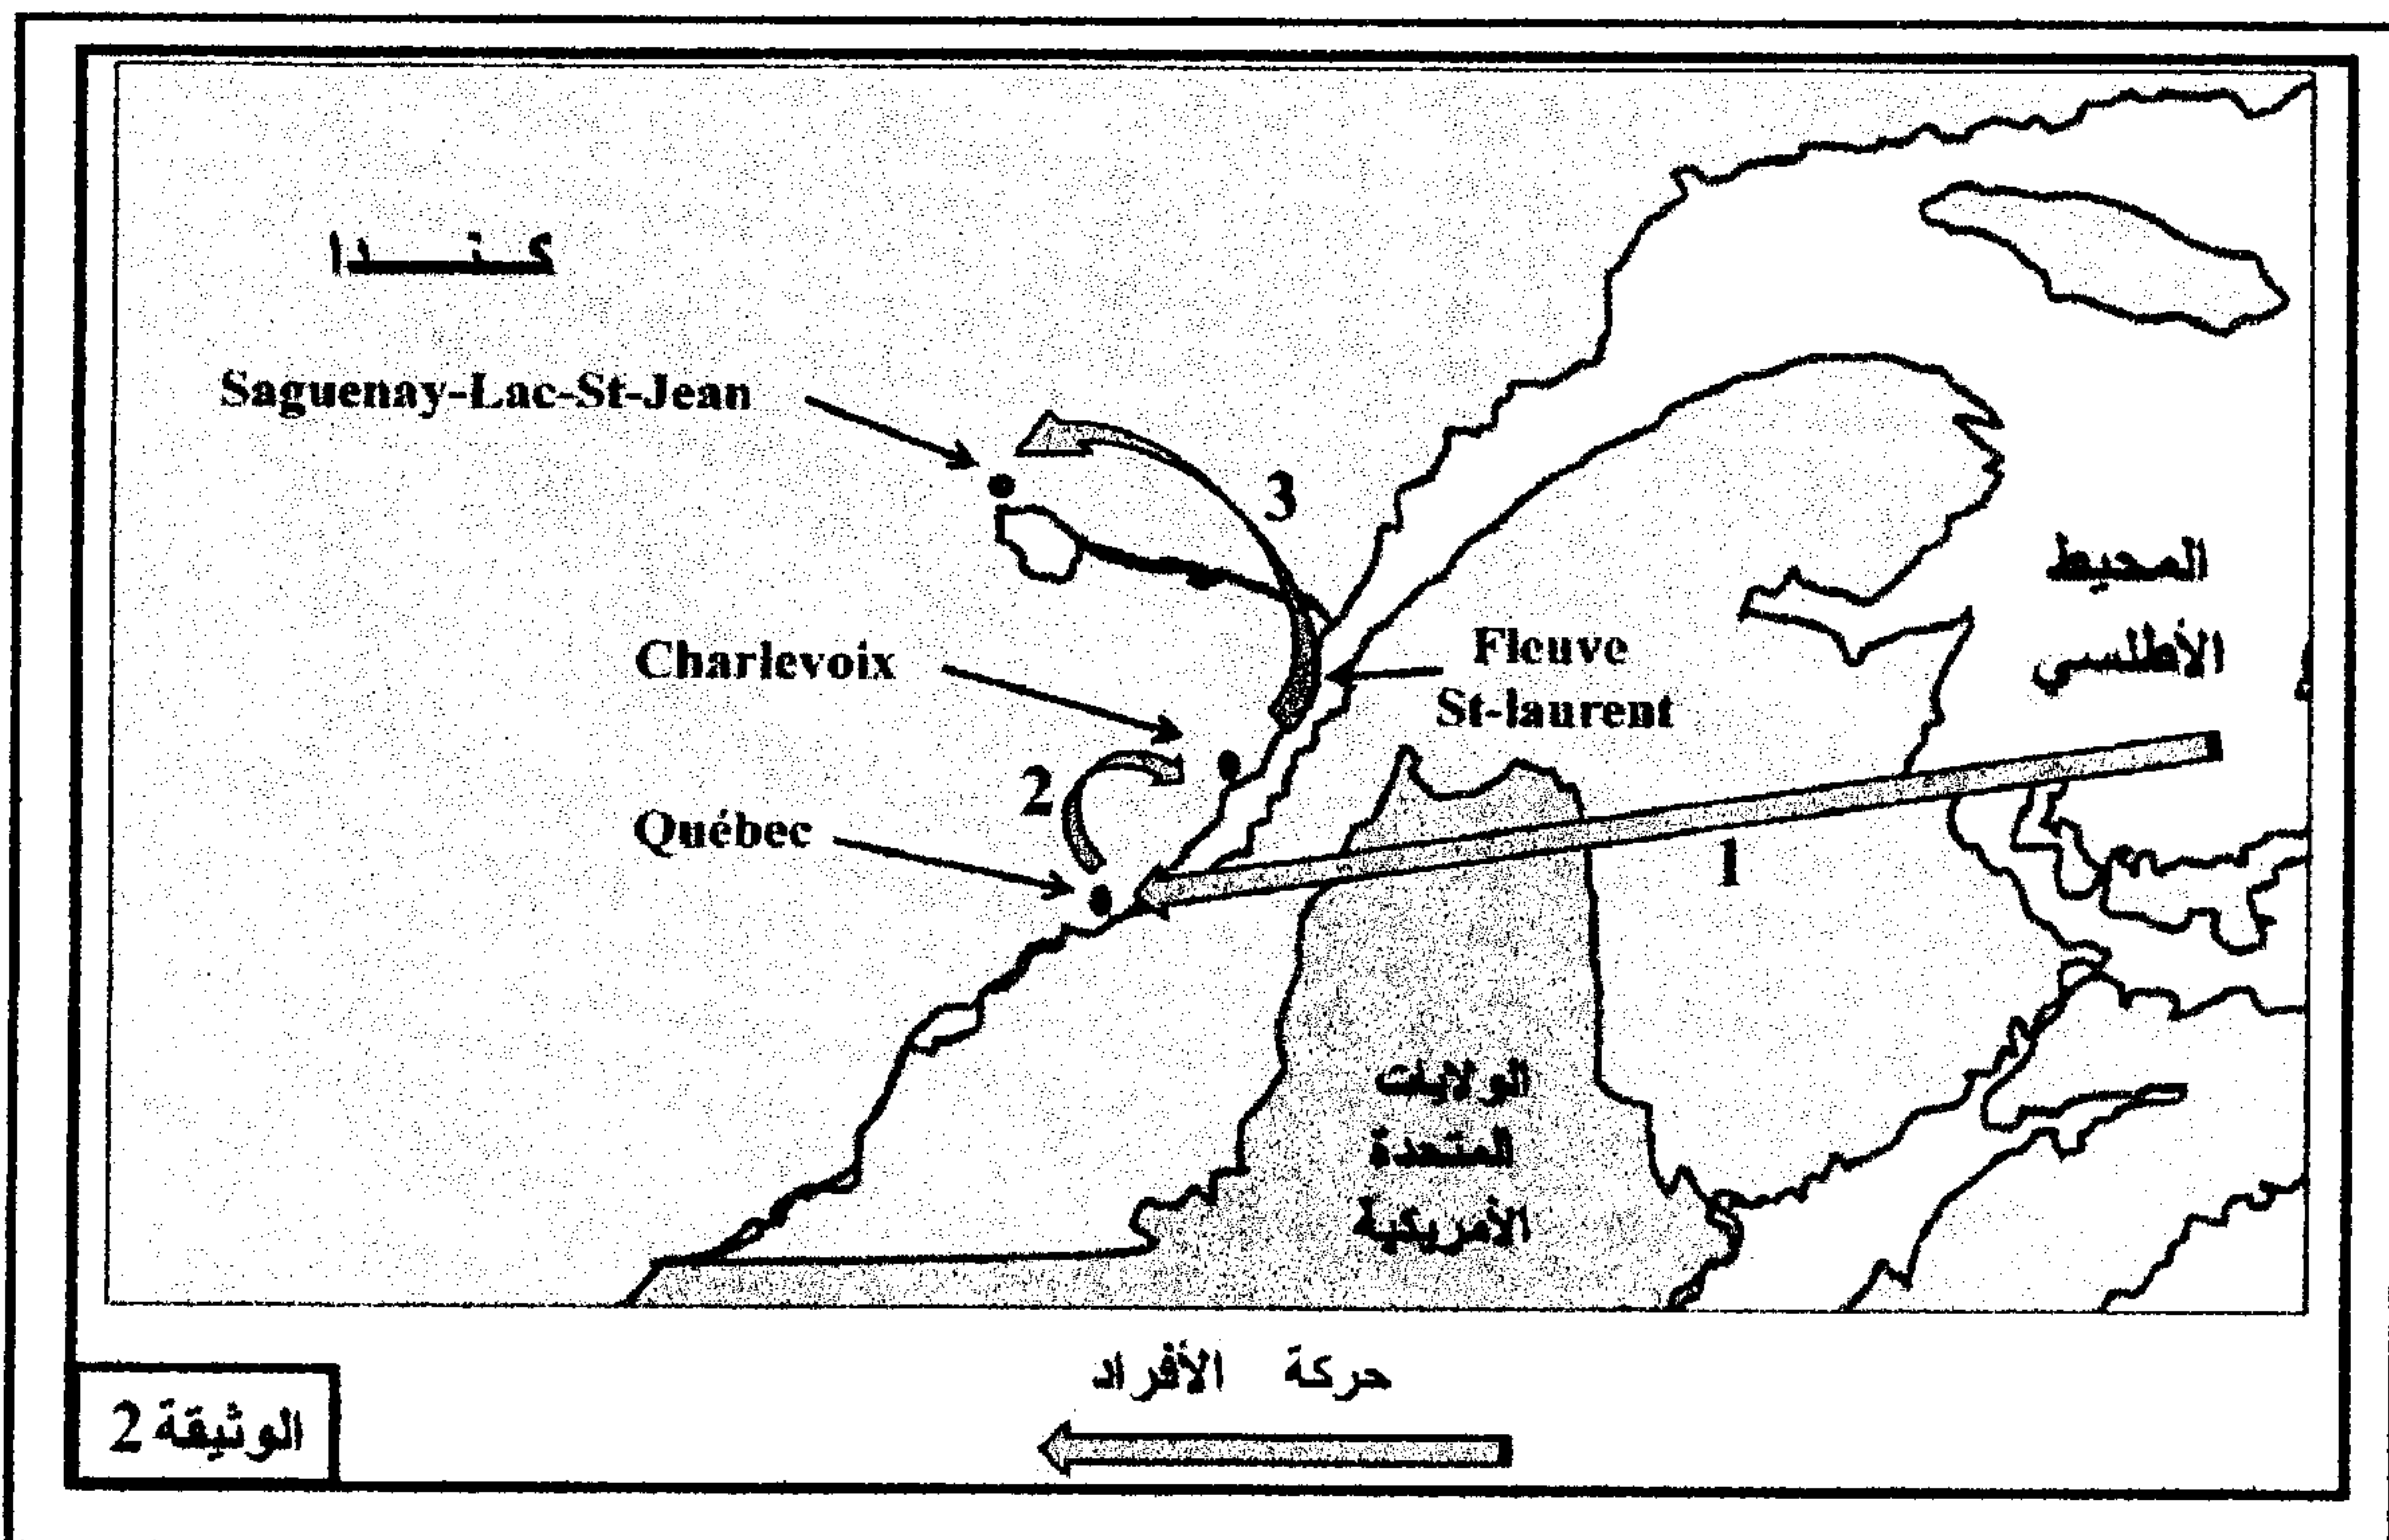 كـنـــدا
Saguenay-Lac-St-Jean
3
المحيط
الأطلسي
Charlevoix
Fleuve
St-laurent
2
Québec
1
الولايات
المتحدة
الأمريكية
حركة الأفراد
الوثيقة 2